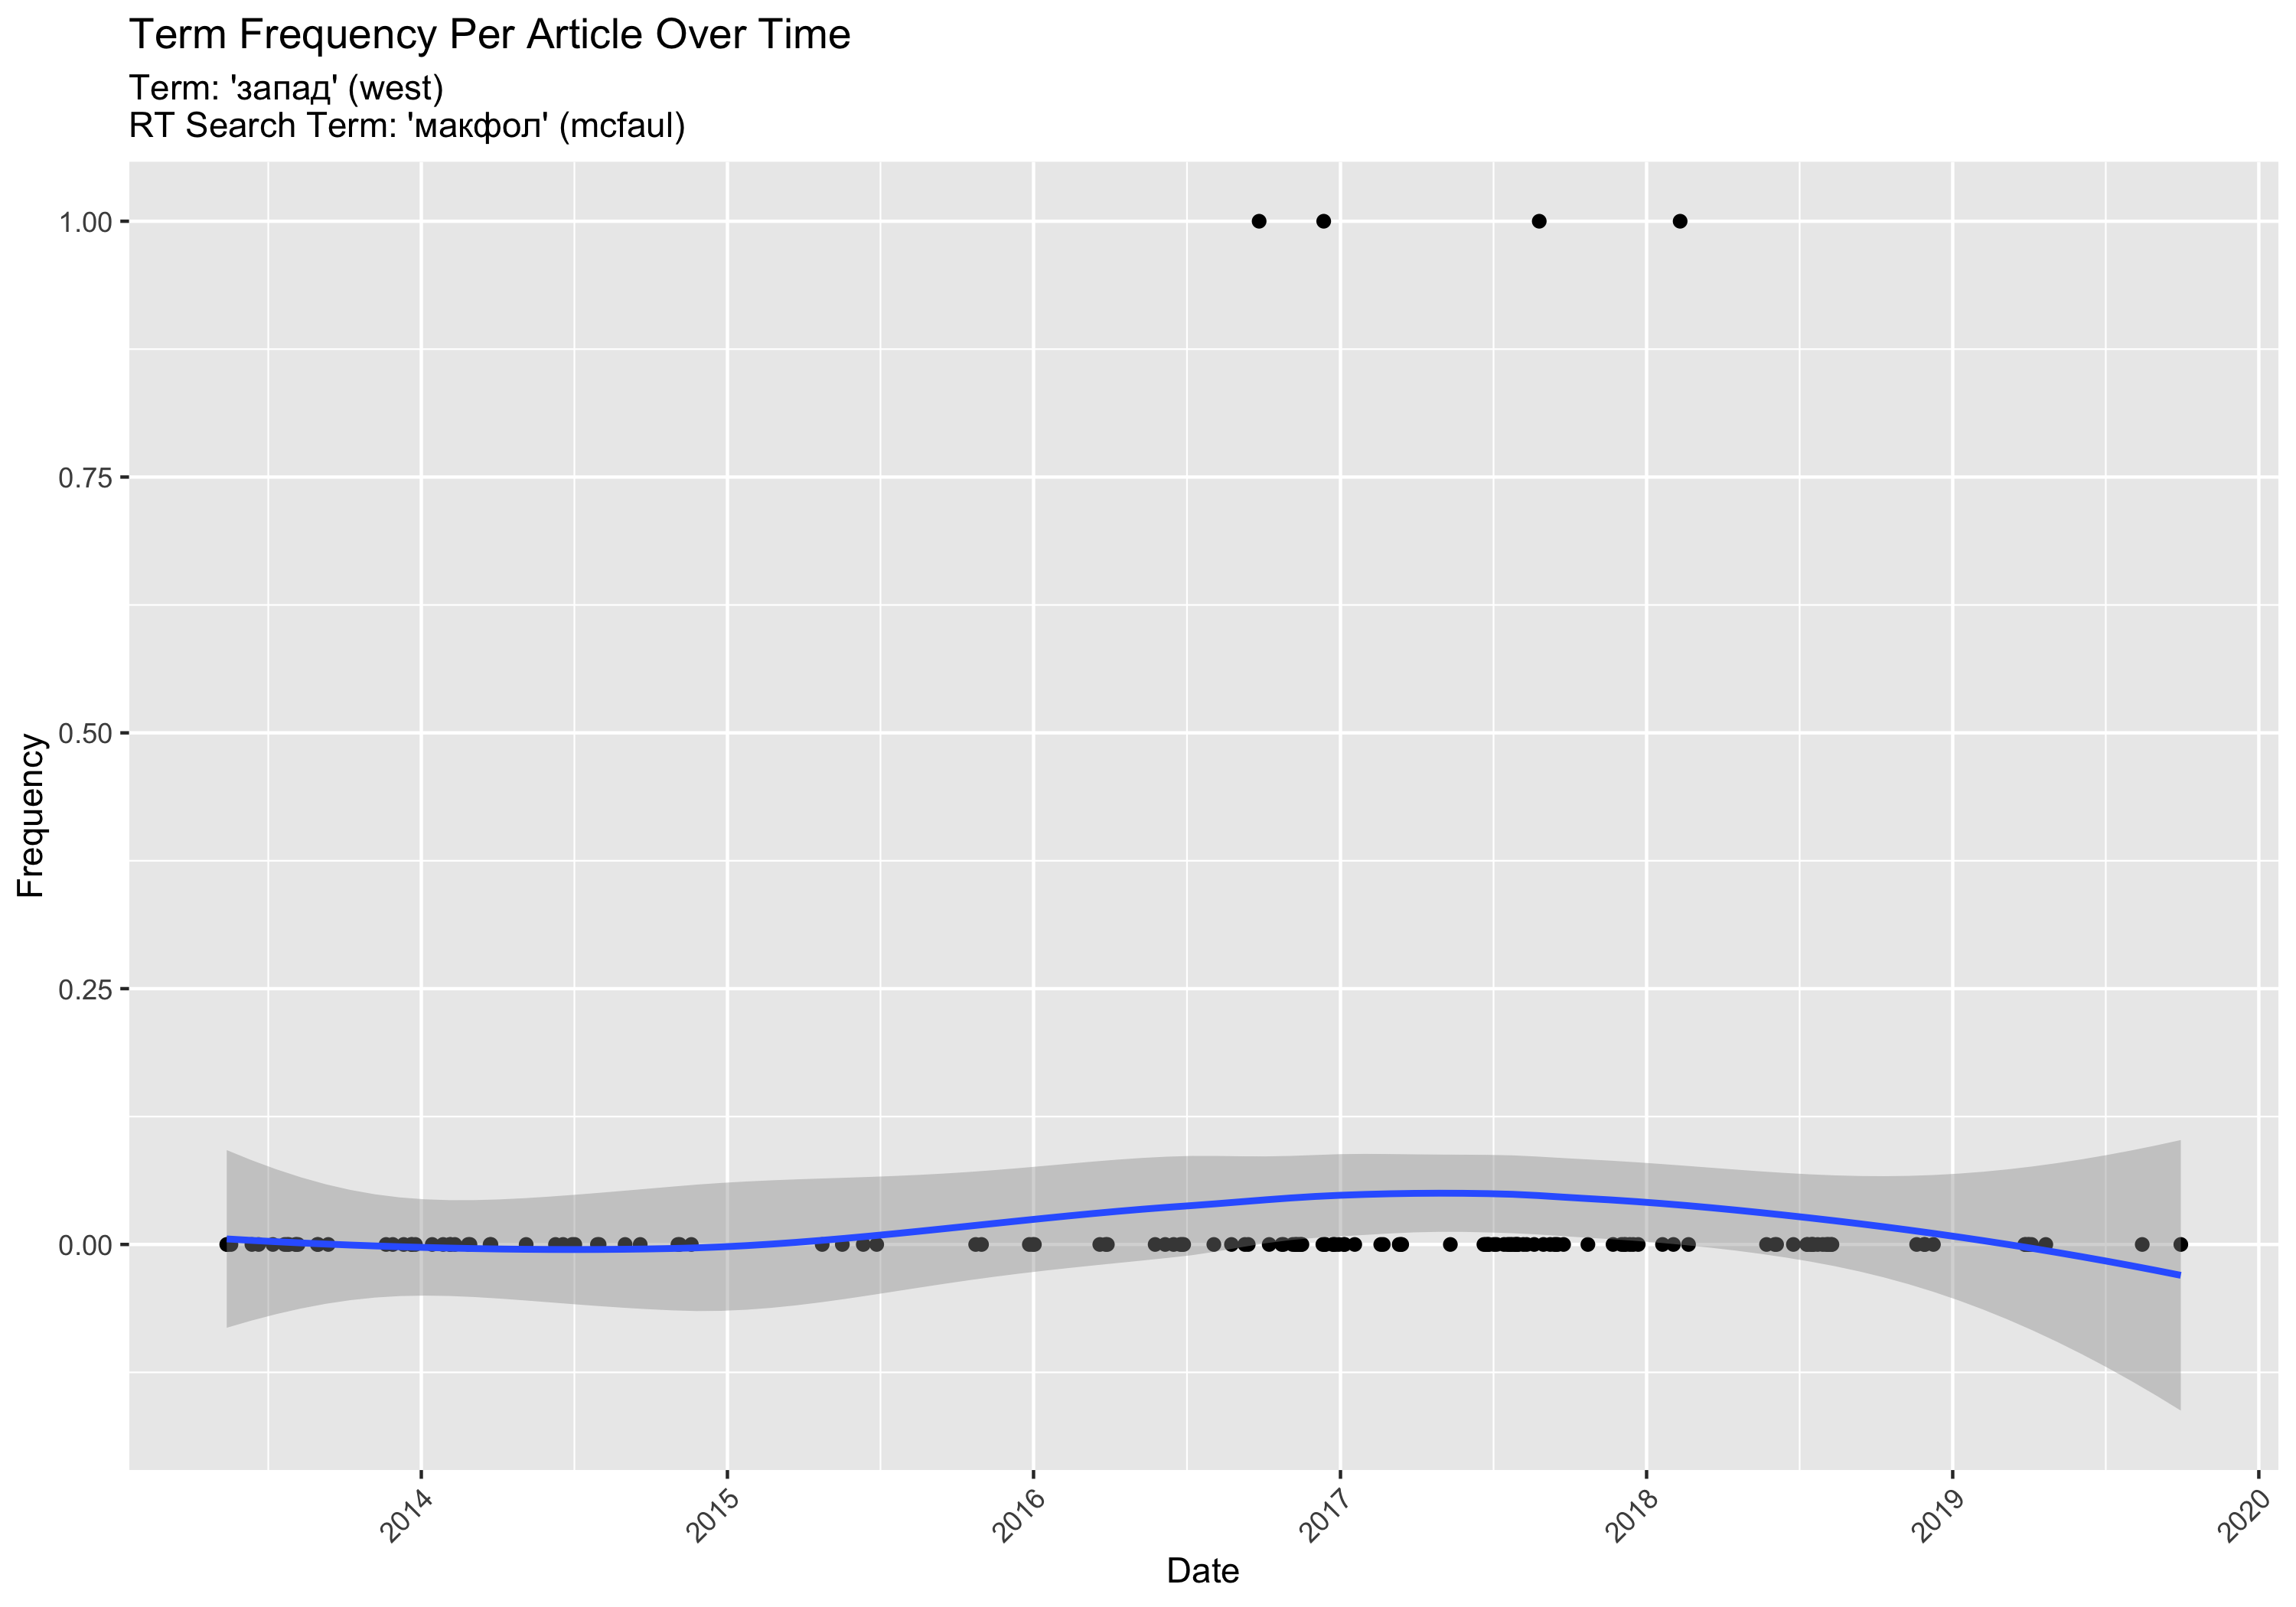 Term Frequency Per Article Over Time
Term: 'запад' (west)
RT Search Term: 'макфол' (mcfaul)
1.00
0.75
0.50
0.25
0.00
Frequency
2014
2015
2016
2017
2018
2019
2020
Date